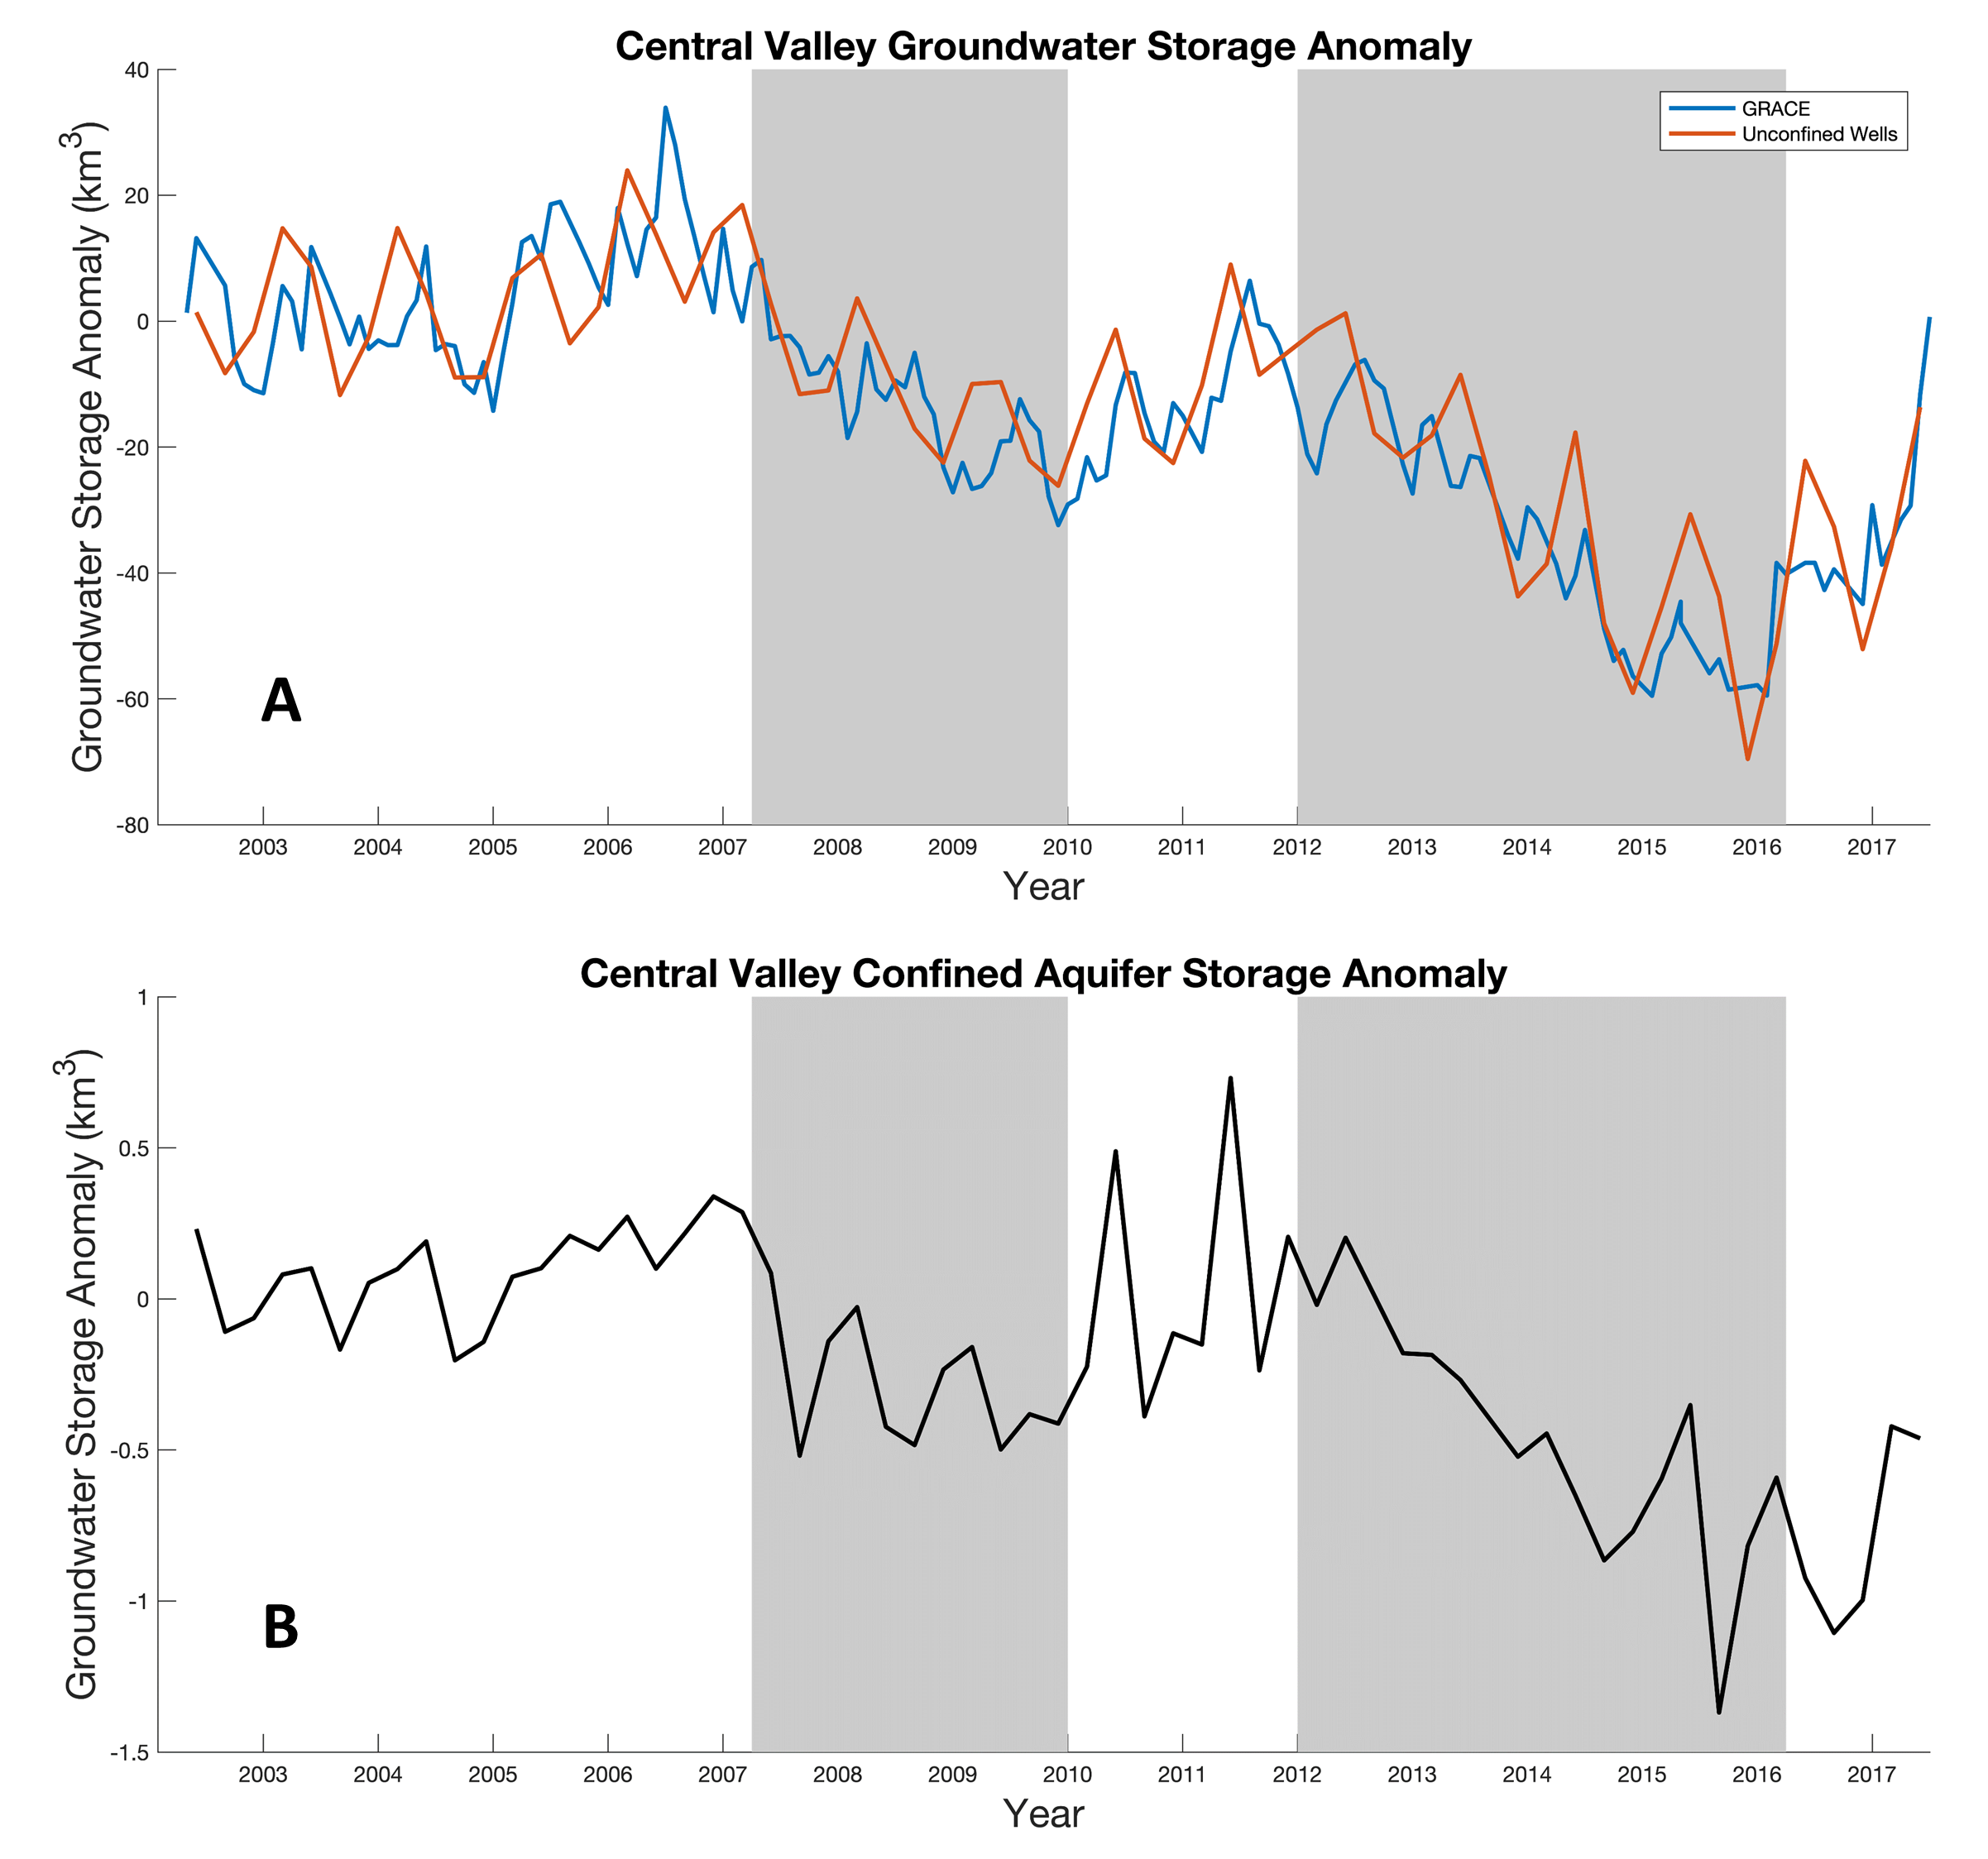 Central Valley Groundwater Storage Anomaly
Groundwater Storage Anomaly (km³)
40
20
0
-20
-40
-60
-80
GRACE
Unconfined Wells
A
2003 2004 2005 2006 2007 2008 2009 2010 2011 2012 2013 2014 2015 2016 2017
Year
Central Valley Confined Aquifer Storage Anomaly
Groundwater Storage Anomaly (km³)
1
0.5
0
-0.5
-1
-1.5
B
2003 2004 2005 2006 2007 2008 2009 2010 2011 2012 2013 2014 2015 2016 2017
Year